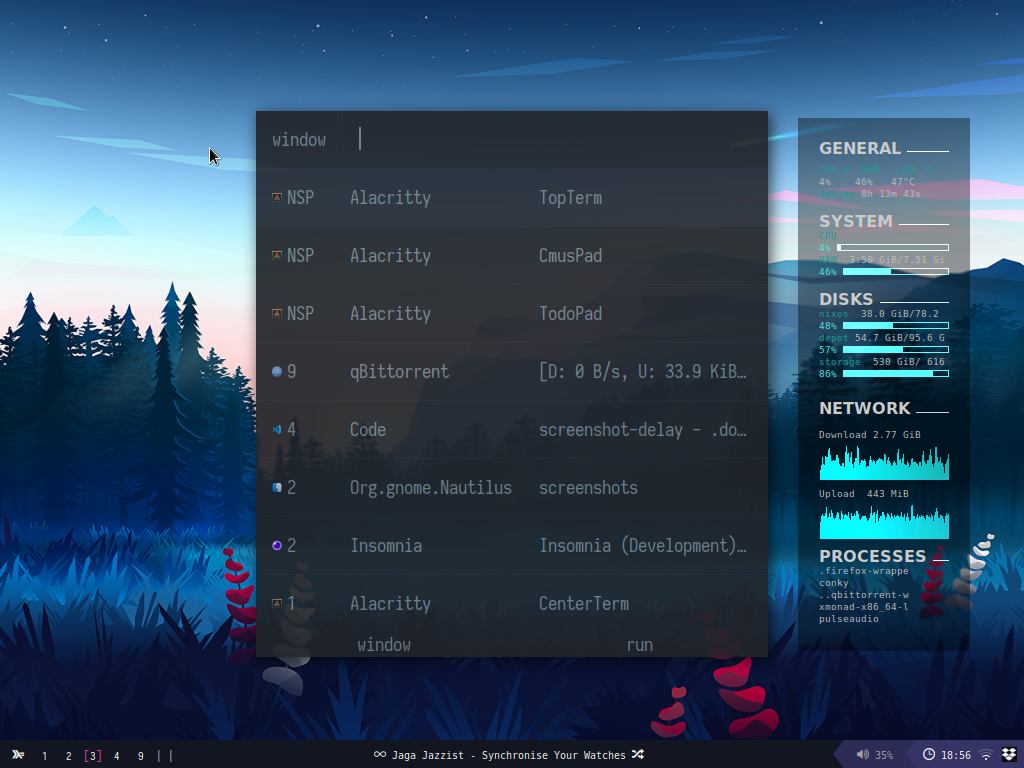 window
NSP Alacritty TopTerm
NSP Alacritty CmusPad
NSP Alacritty TodoPad
9 qBittorrent [D: 0 B/s, U: 33.9 KiB…
4 Code screenshot-delay - .do…
2 Org.gnome.Nautilus screenshots
2 Insomnia Insomnia (Development)…
1 Alacritty CenterTerm
window run
GENERAL
4% 46% 47°C
Uptime 8h 13m 43s
SYSTEM
CPU
4%
RAM 3.50 GiB/7.51 Gi
46%
DISKS
nixos 38.0 GiB/78.2
48%
depot 54.7 GiB/95.6 G
57%
storage 530 GiB/ 616
86%
NETWORK
Download 2.77 GiB
Upload 443 MiB
PROCESSES
.firefox-wrappe
conky
..qbittorrent-w
xmonad-x86_64-l
pulseaudio
1 2 [3] 4 9 | |
Jaga Jazzist - Synchronise Your Watches
35%
18:56